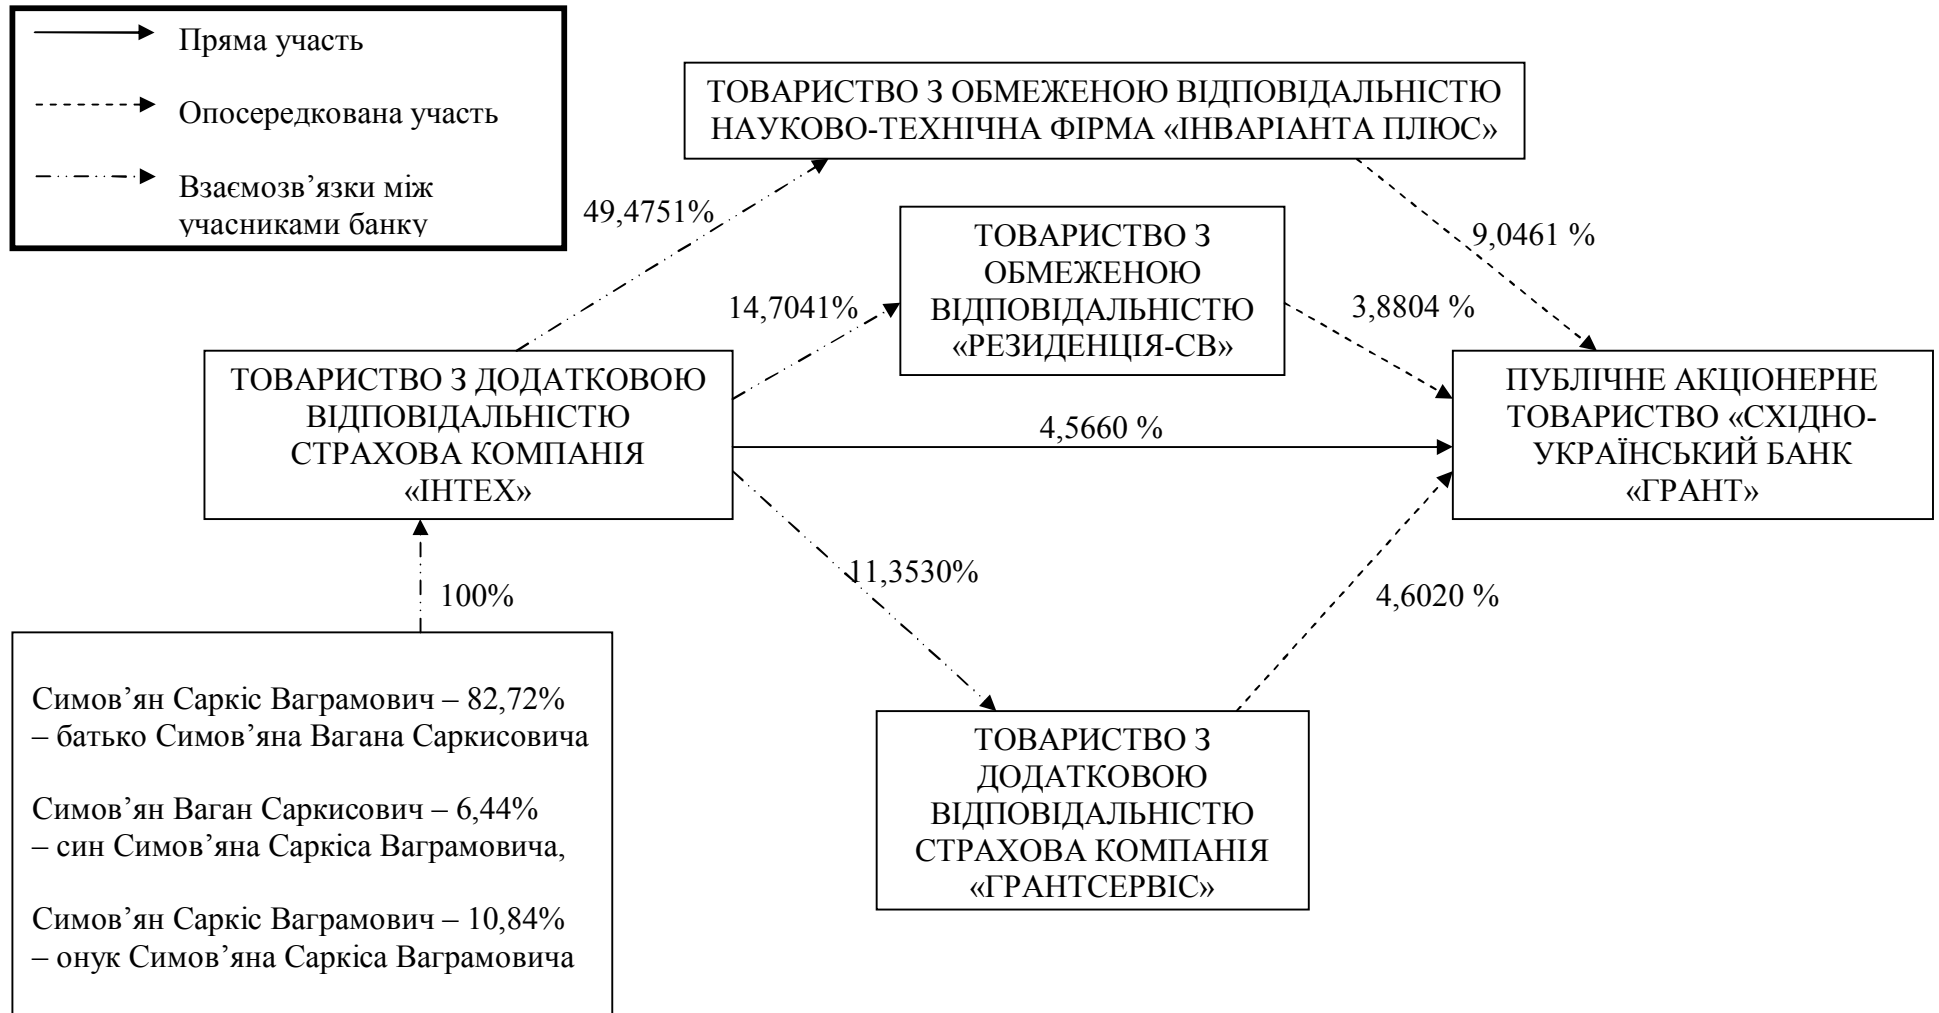 Пряма участь
Опосередкована участь
Взаємозв’язки між
учасниками банку
ТОВАРИСТВО З ОБМЕЖЕНОЮ ВІДПОВІДАЛЬНІСТЮ
НАУКОВО-ТЕХНІЧНА ФІРМА «ІНВАРІАНТА ПЛЮС»
49,4751%
9,0461 %
ТОВАРИСТВО З
ОБМЕЖЕНОЮ
ВІДПОВІДАЛЬНІСТЮ
«РЕЗИДЕНЦІЯ-СВ»
14,7041%
3,8804 %
ТОВАРИСТВО З ДОДАТКОВОЮ
ВІДПОВІДАЛЬНІСТЮ
СТРАХОВА КОМПАНІЯ
«ІНТЕХ»
4,5660 %
ПУБЛІЧНЕ АКЦІОНЕРНЕ
ТОВАРИСТВО «СХІДНО-
УКРАЇНСЬКИЙ БАНК
«ГРАНТ»
100%
11,3530%
4,6020 %
Симов’ян Саркіс Ваграмович – 82,72%
– батько Симов’яна Вагана Саркисовича
Симов’ян Ваган Саркисович – 6,44%
– син Симов’яна Саркіса Ваграмовича,
Симов’ян Саркіс Ваграмович – 10,84%
– онук Симов’яна Саркіса Ваграмовича
ТОВАРИСТВО З
ДОДАТКОВОЮ
ВІДПОВІДАЛЬНІСТЮ
СТРАХОВА КОМПАНІЯ
«ГРАНТСЕРВІС»